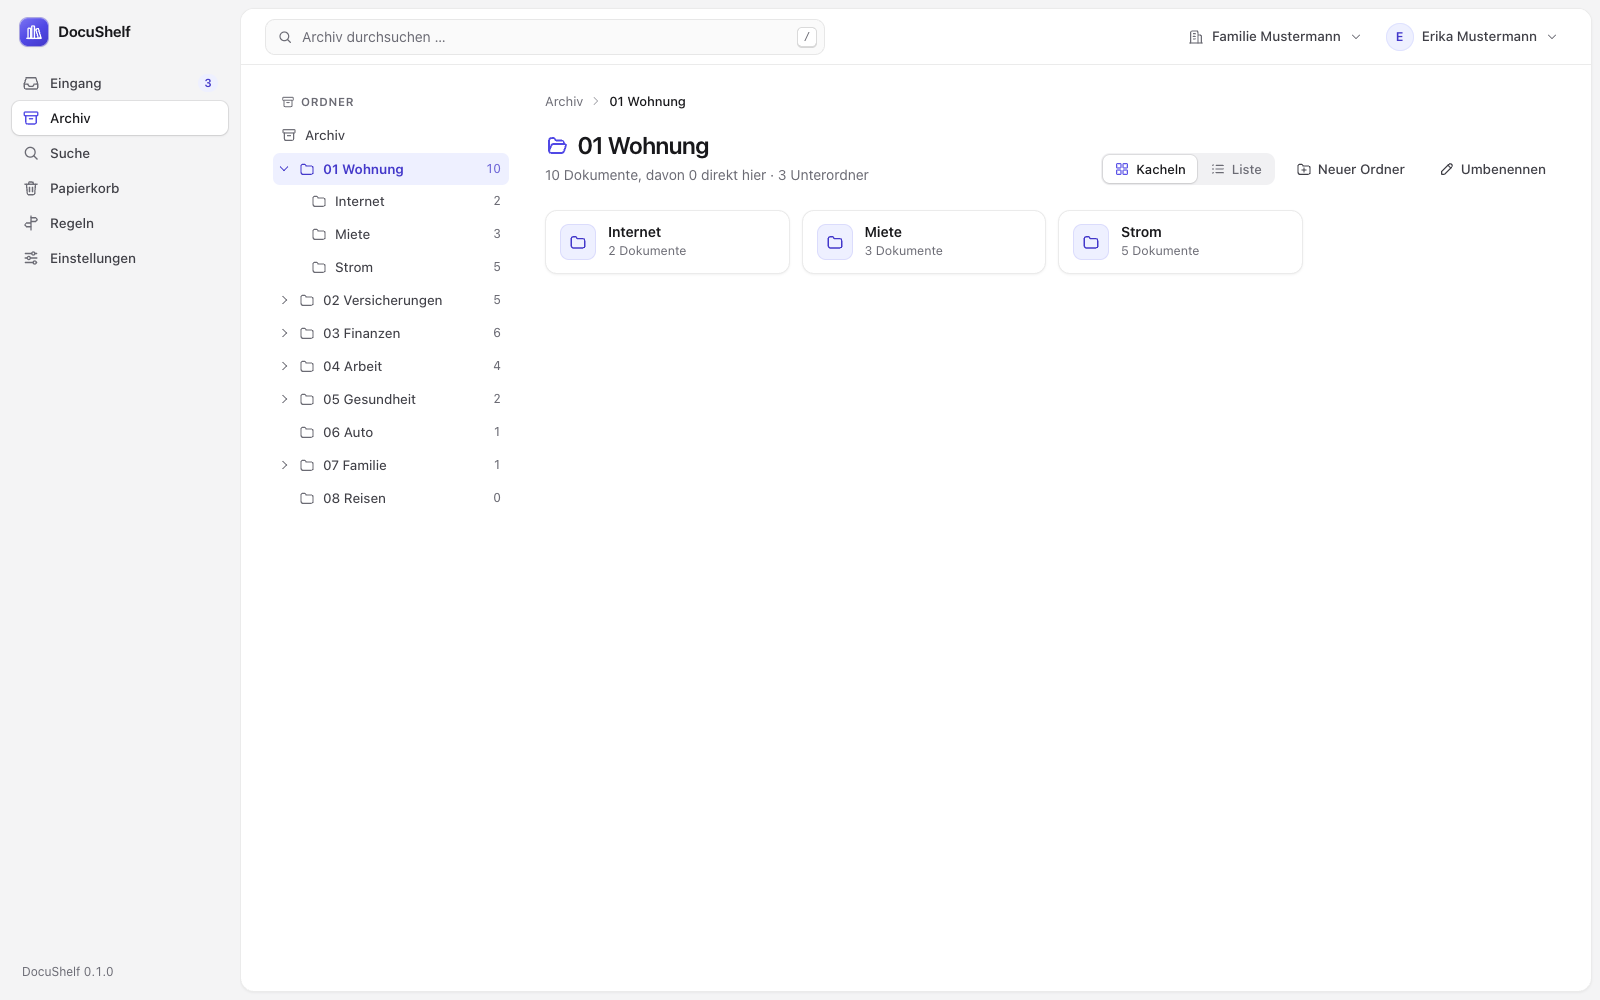 DocuShelf
Eingang 3
Archiv
Suche
Papierkorb
Regeln
Einstellungen
DocuShelf 0.1.0
Archiv durchsuchen ... /
Familie Mustermann
E Erika Mustermann
ORDNER
Archiv
01 Wohnung 10
Internet 2
Miete 3
Strom 5
02 Versicherungen 5
03 Finanzen 6
04 Arbeit 4
05 Gesundheit 2
06 Auto 1
07 Familie 1
08 Reisen 0
Archiv > 01 Wohnung
01 Wohnung
10 Dokumente, davon 0 direkt hier · 3 Unterordner
Kacheln Liste Neuer Ordner Umbenennen
Internet
2 Dokumente
Miete
3 Dokumente
Strom
5 Dokumente